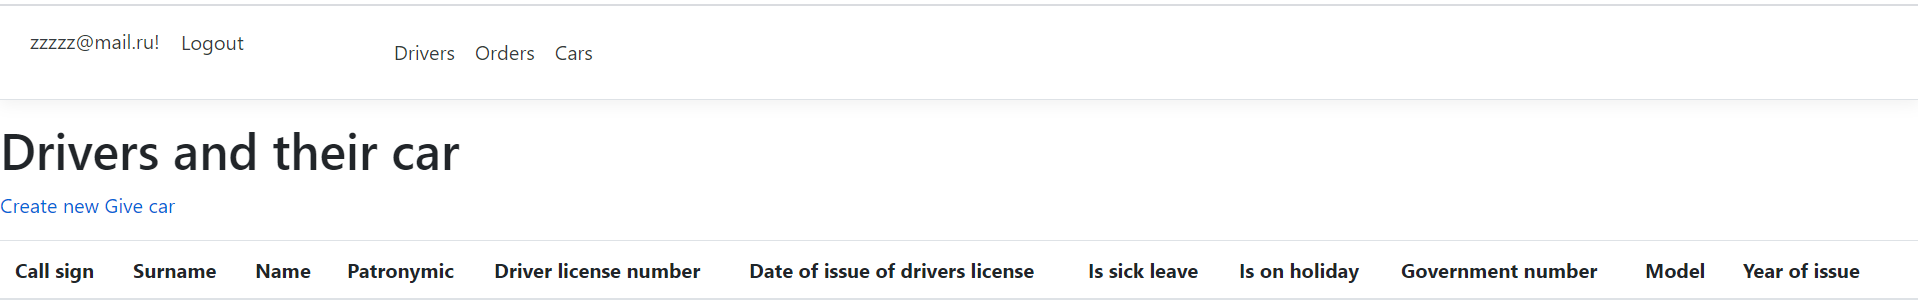 zzzzz@mail.ru! Logout Drivers Orders Cars
Drivers and their car
Create new Give car
Call sign Surname Name Patronymic Driver license number Date of issue of drivers license Is sick leave Is on holiday Government number Model Year of issue